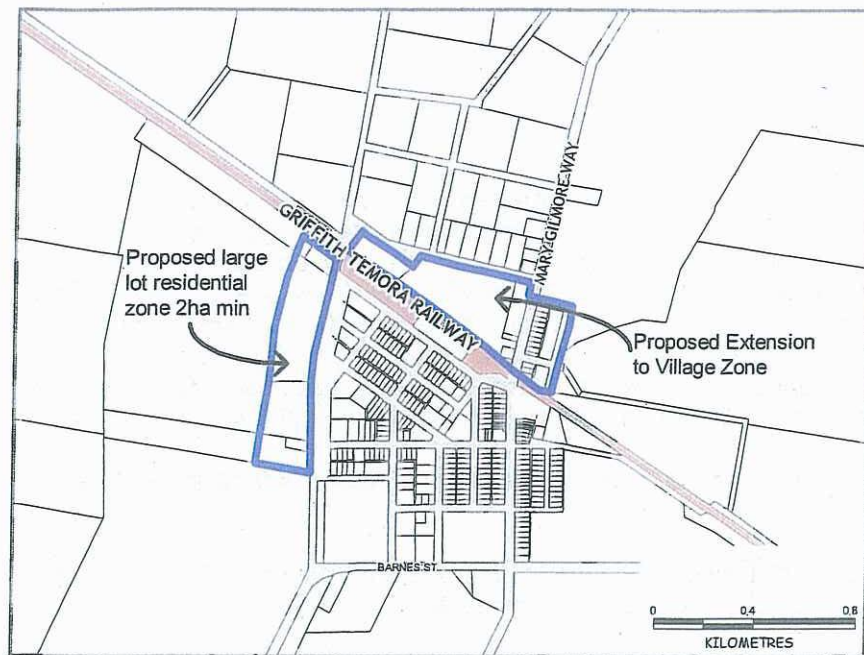 MARY GILMORE WAY
GRIFFITH TEMORA RAILWAY
Proposed large
lot residential
zone 2ha min
Proposed Extension
to Village Zone
BARNES ST
0 0,4 0,8
KILOMETRES